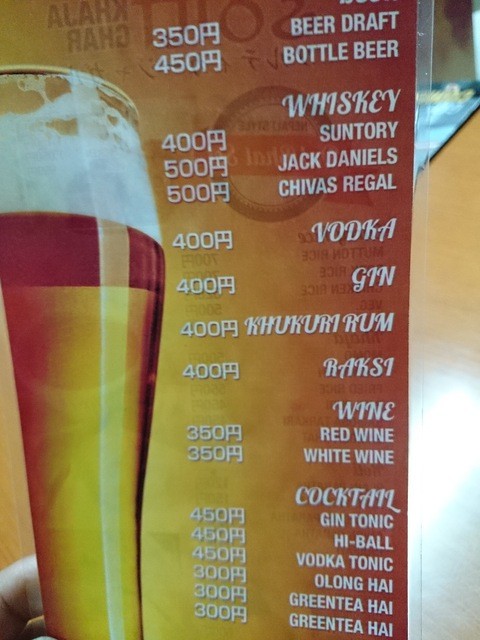 350円 BEER DRAFT
450円 BOTTLE BEER
WHISKEY
400円 SUNTORY
500円 JACK DANIELS
500円 CHIVAS REGAL
400円 VODKA
400円 GIN
400円 KHUKURI RUM
400円 RAKSI
WINE
350円 RED WINE
350円 WHITE WINE
COCKTAIL
450円 GIN TONIC
450円 HI-BALL
450円 VODKA TONIC
300円 OLONG HAI
300円 GREENTEA HAI
300円 GREENTEA HAI